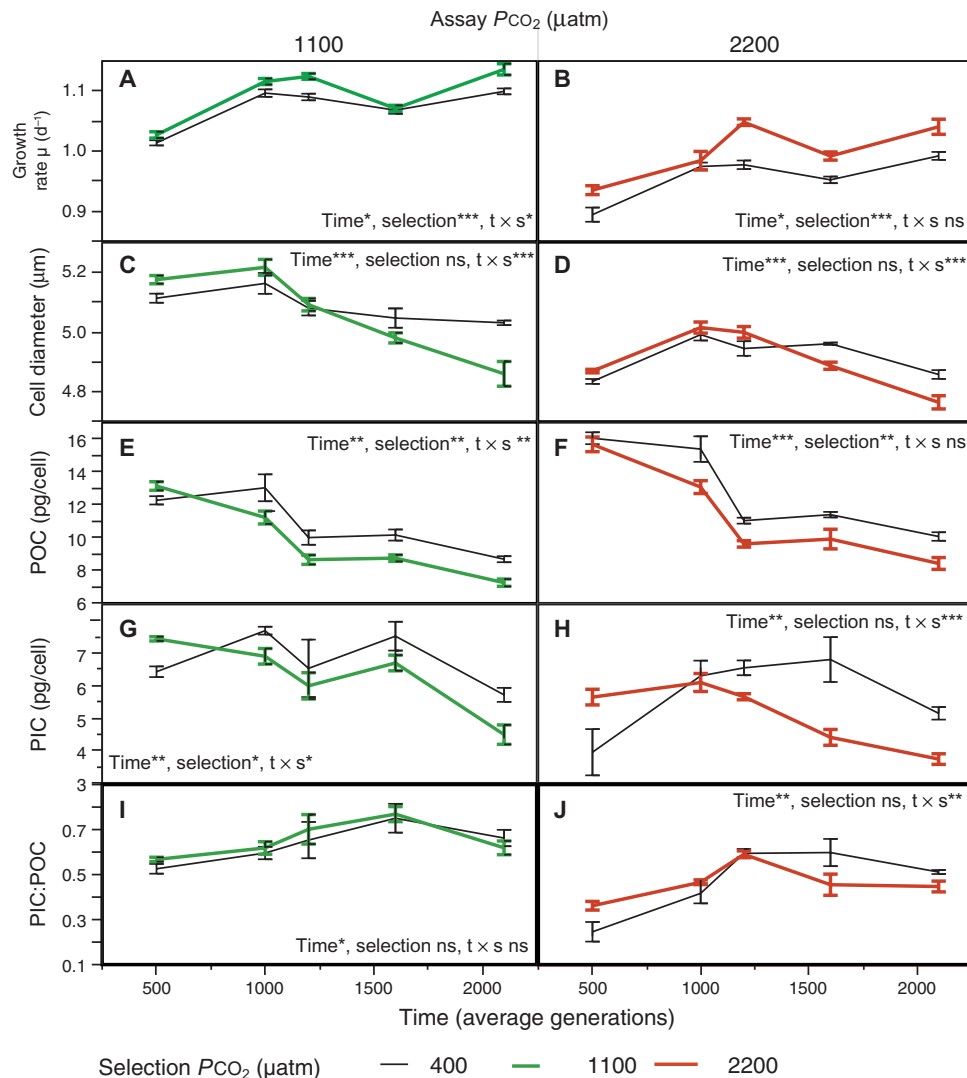 Assay PCO₂ (µatm)
1100 2200
A B
Growth rate µ (d⁻¹)
1.1
1.0
0.9
Time*, selection***, t × s* Time*, selection***, t × s ns
C Time***, selection ns, t × s*** D Time***, selection ns, t × s***
Cell diameter (µm)
5.2
5.0
4.8
E Time**, selection**, t × s ** F Time***, selection**, t × s ns
POC (pg/cell)
16
14
12
10
8
6
G H Time**, selection ns, t × s***
PIC (pg/cell)
7
6
5
4
3
Time**, selection*, t × s*
I J Time**, selection ns, t × s**
PIC:POC
0.7
0.5
0.3
0.1
Time*, selection ns, t × s ns
500 1000 1500 2000 500 1000 1500 2000
Time (average generations)
Selection PCO₂ (µatm) 400 1100 2200